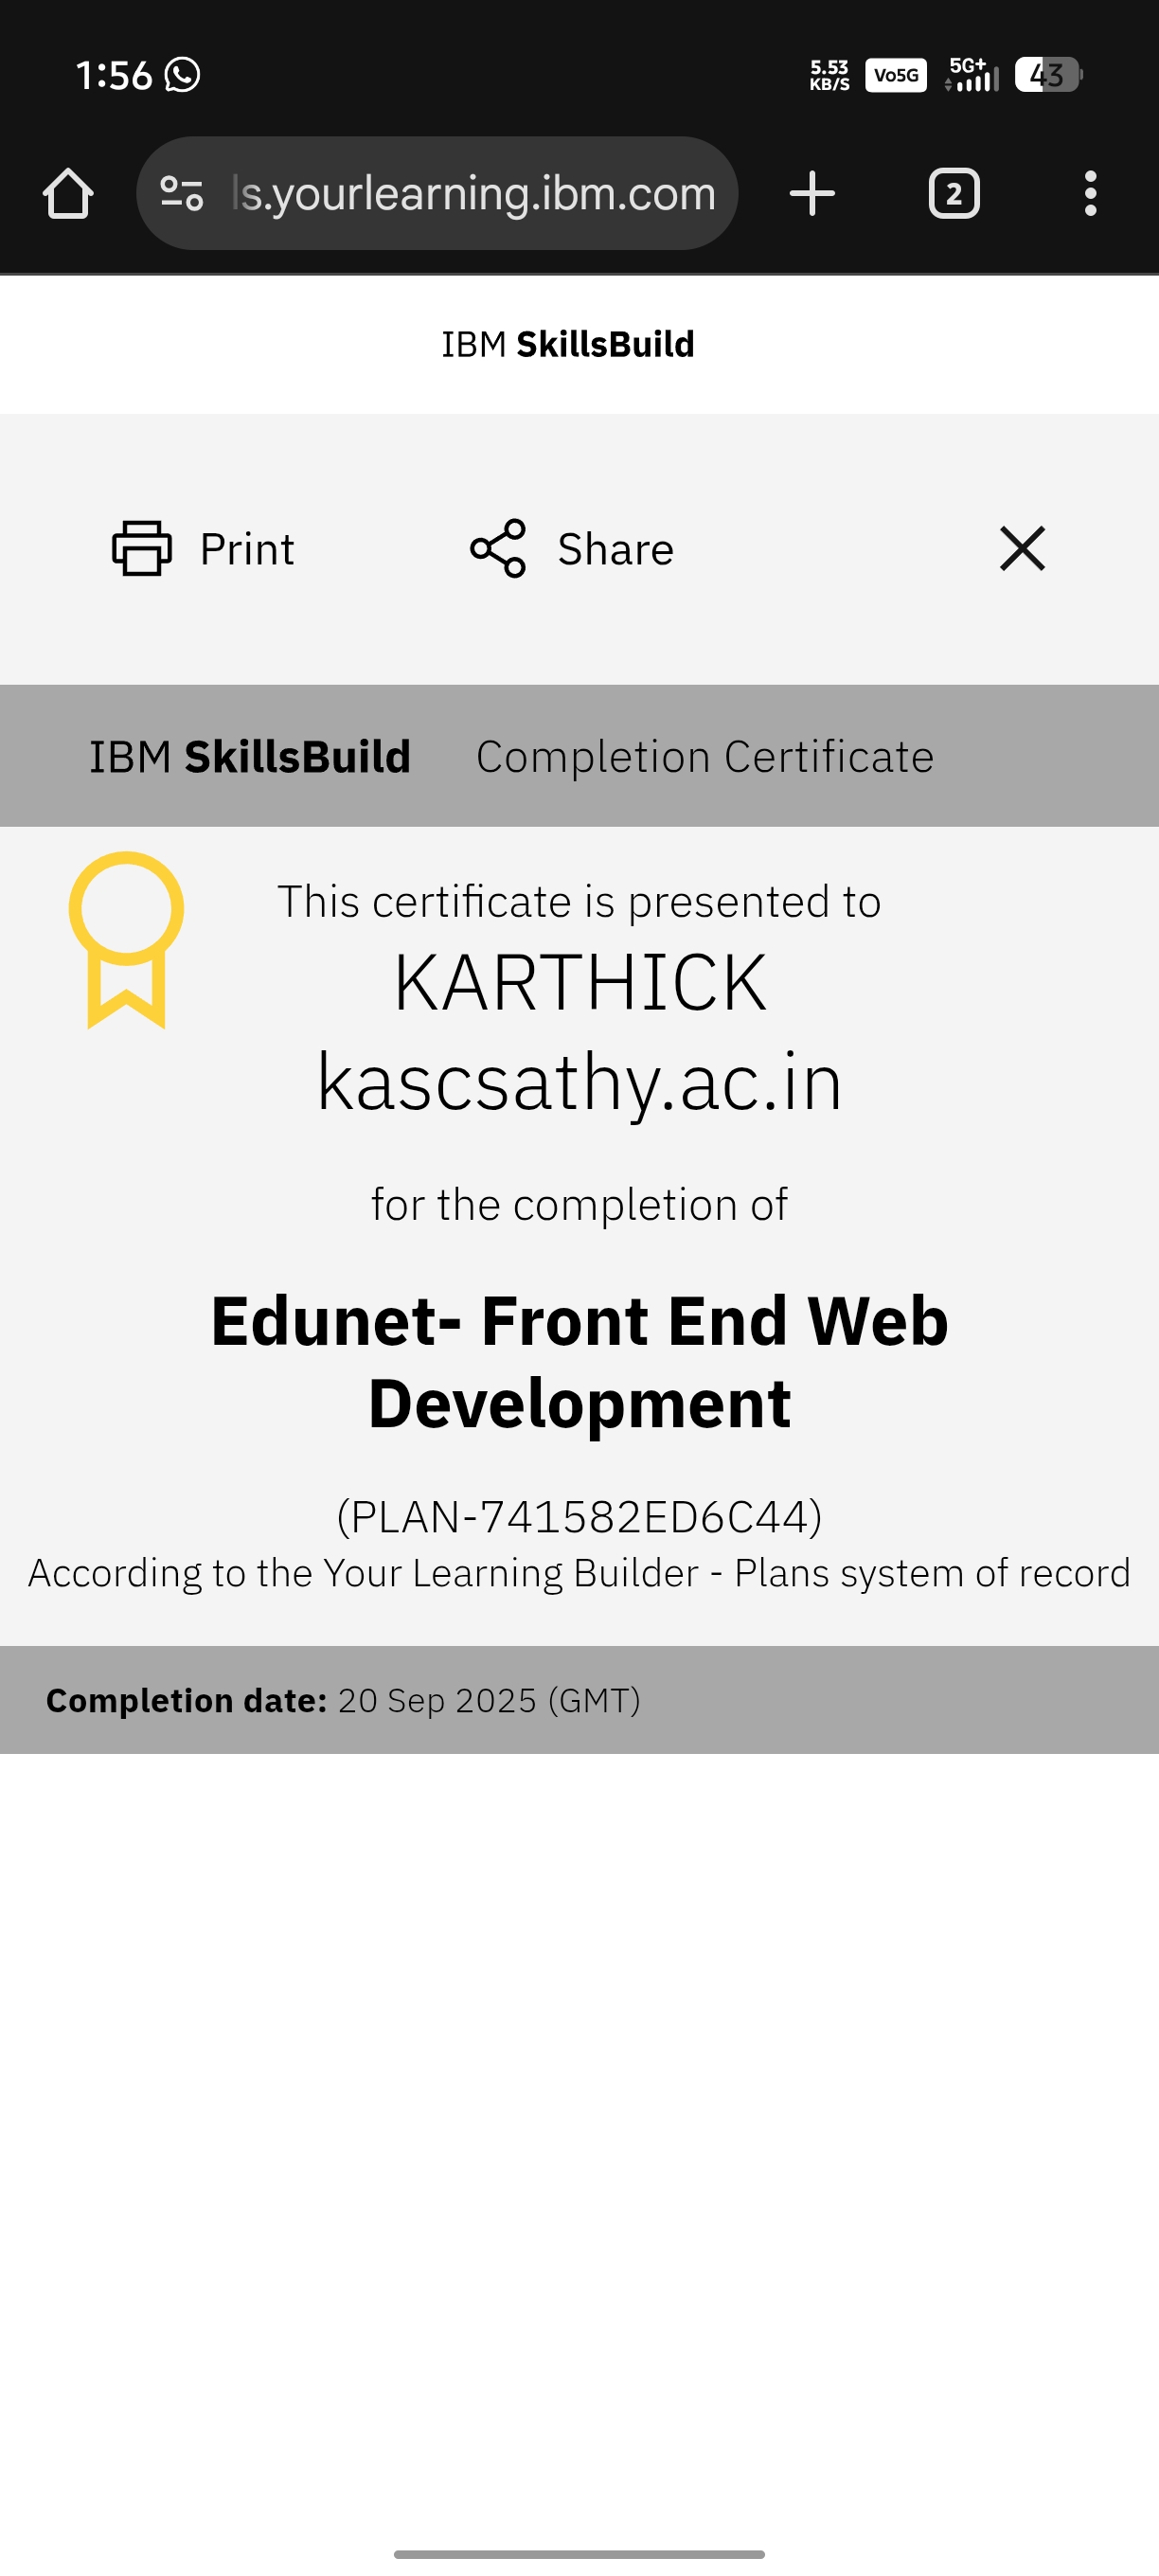 1:56
5.53
KB/S
Vo5G
5G+
43
ls.yourlearning.ibm.com
2
IBM SkillsBuild
Print
Share
IBM SkillsBuild Completion Certificate
This certificate is presented to
KARTHICK
kascsathy.ac.in
for the completion of
Edunet- Front End Web
Development
(PLAN-741582ED6C44)
According to the Your Learning Builder - Plans system of record
Completion date: 20 Sep 2025 (GMT)